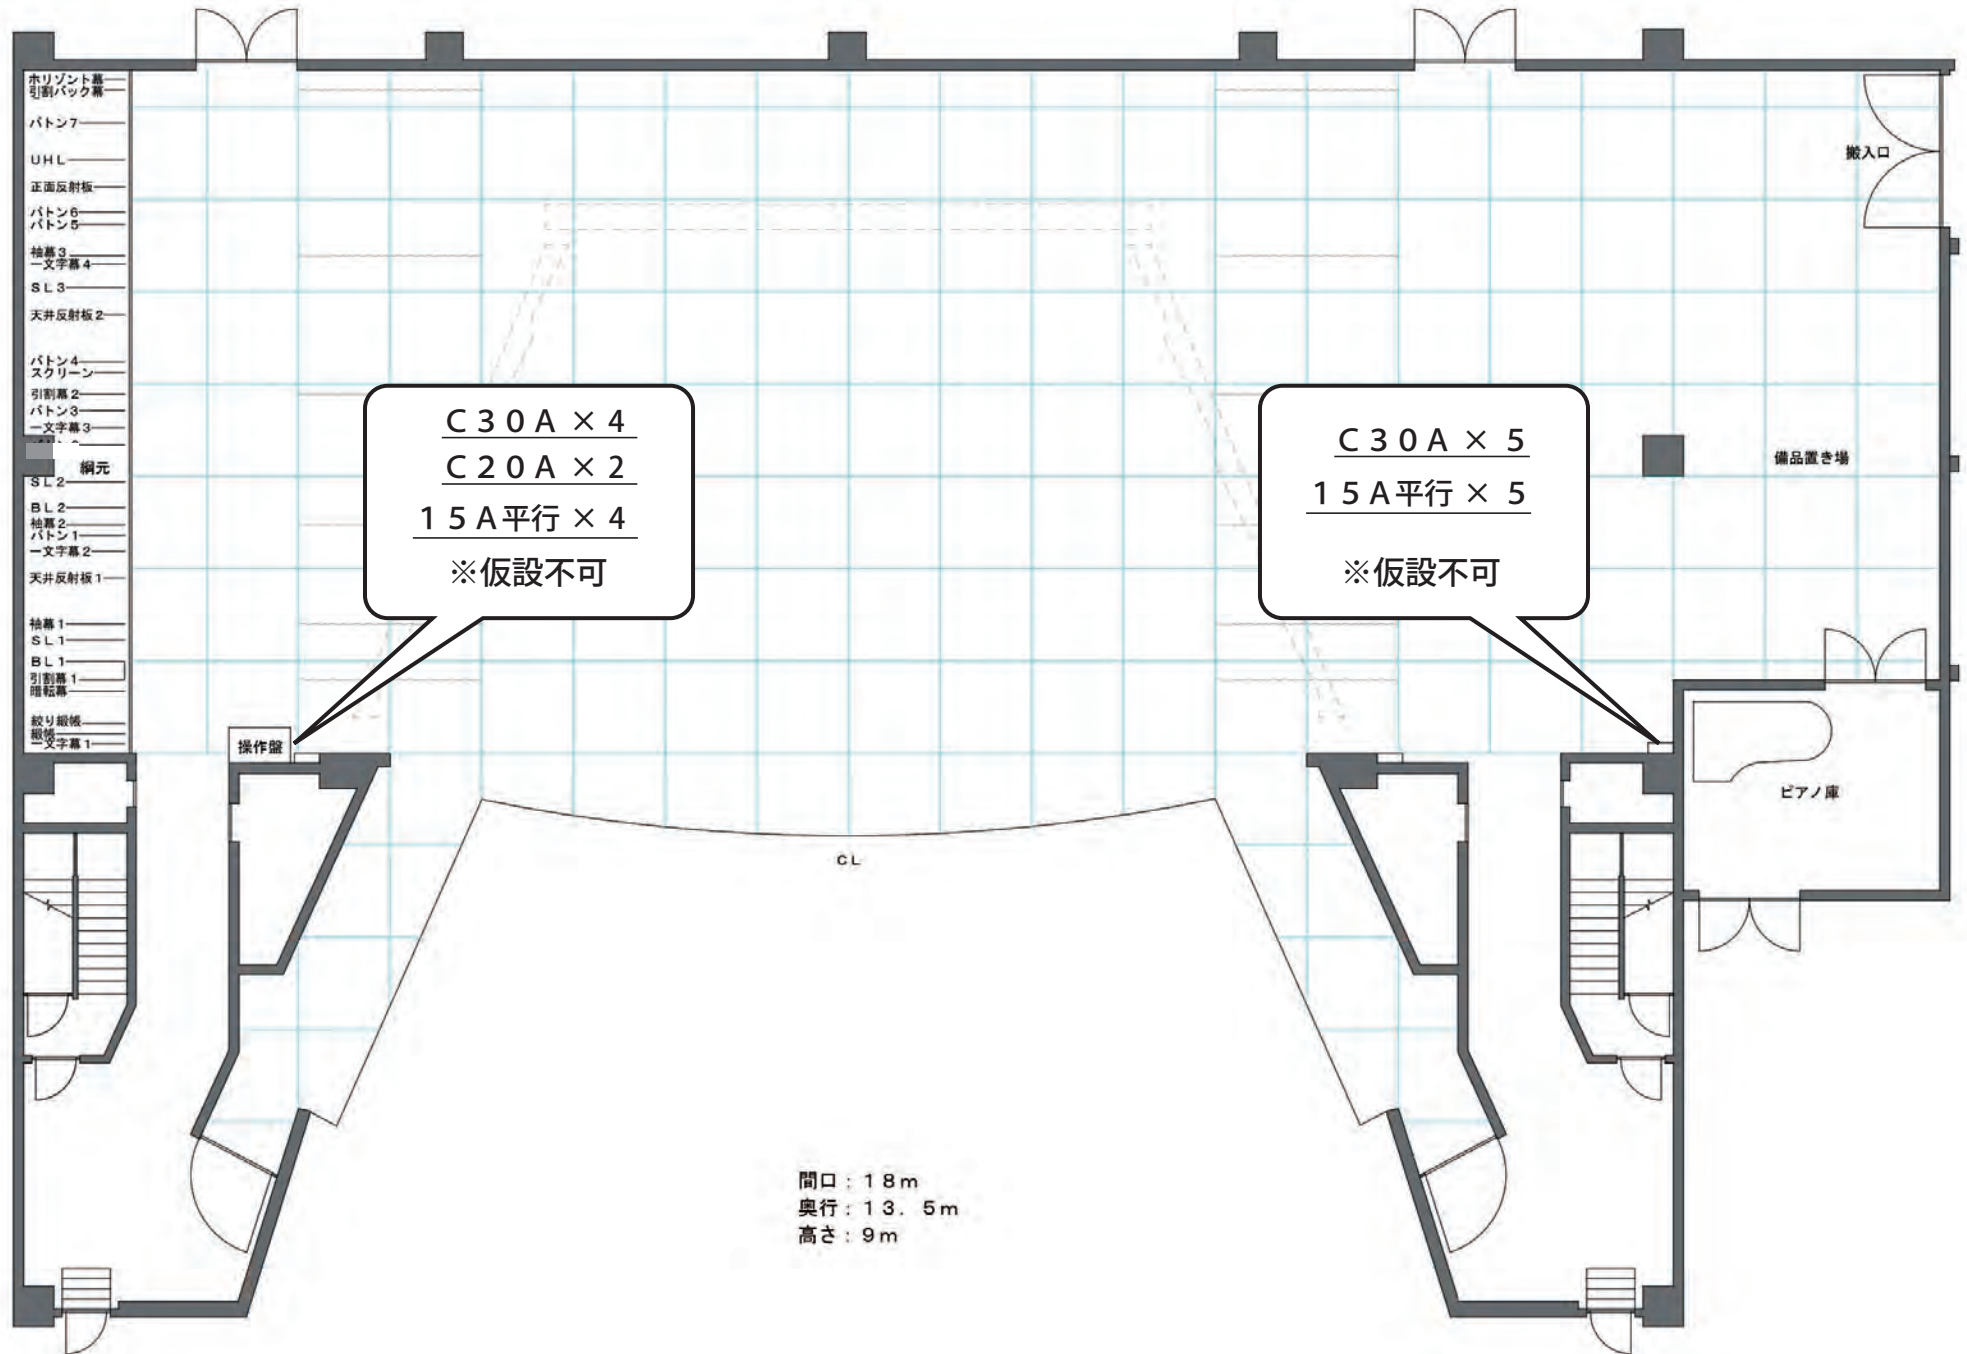 ホリゾント幕
引割バック幕
バトン7
UHL
正面反射板
バトン6
バトン5
袖幕3
一文字幕4
SL3
天井反射板2
バトン4
スクリーン
引割幕2
バトン3
一文字幕3
綱元
SL2
BL2
袖幕2
バトン1
一文字幕2
天井反射板1
袖幕1
SL1
BL1
引割幕1
暗転幕
絞り緞帳
緞帳
一文字幕1
C30A × 4
C20A × 2
15A平行 × 4
※仮設不可
C30A × 5
15A平行 × 5
※仮設不可
搬入口
備品置き場
操作盤
ピアノ庫
CL
間口：18m
奥行：13．5m
高さ：9m